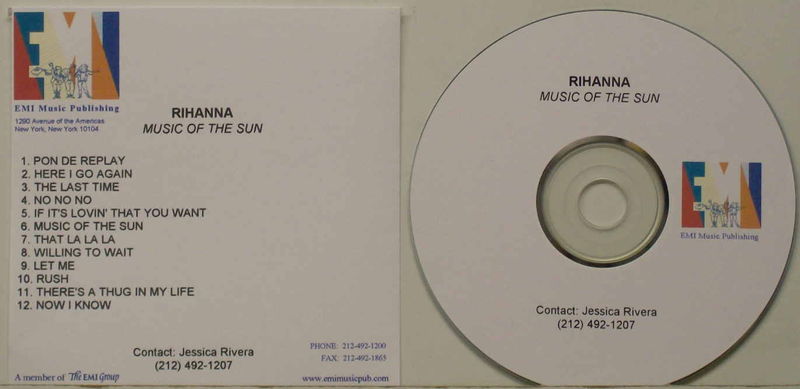 EMI
EMI Music Publishing
1290 Avenue of the Americas
New York, New York 10104
RIHANNA
MUSIC OF THE SUN
1. PON DE REPLAY
2. HERE I GO AGAIN
3. THE LAST TIME
4. NO NO NO
5. IF IT'S LOVIN' THAT YOU WANT
6. MUSIC OF THE SUN
7. THAT LA LA LA
8. WILLING TO WAIT
9. LET ME
10. RUSH
11. THERE'S A THUG IN MY LIFE
12. NOW I KNOW
Contact: Jessica Rivera
(212) 492-1207
PHONE: 212-492-1200
FAX: 212-492-1865
A member of The EMI Group
www.emimusicpub.com
RIHANNA
MUSIC OF THE SUN
EMI
EMI Music Publishing
Contact: Jessica Rivera
(212) 492-1207